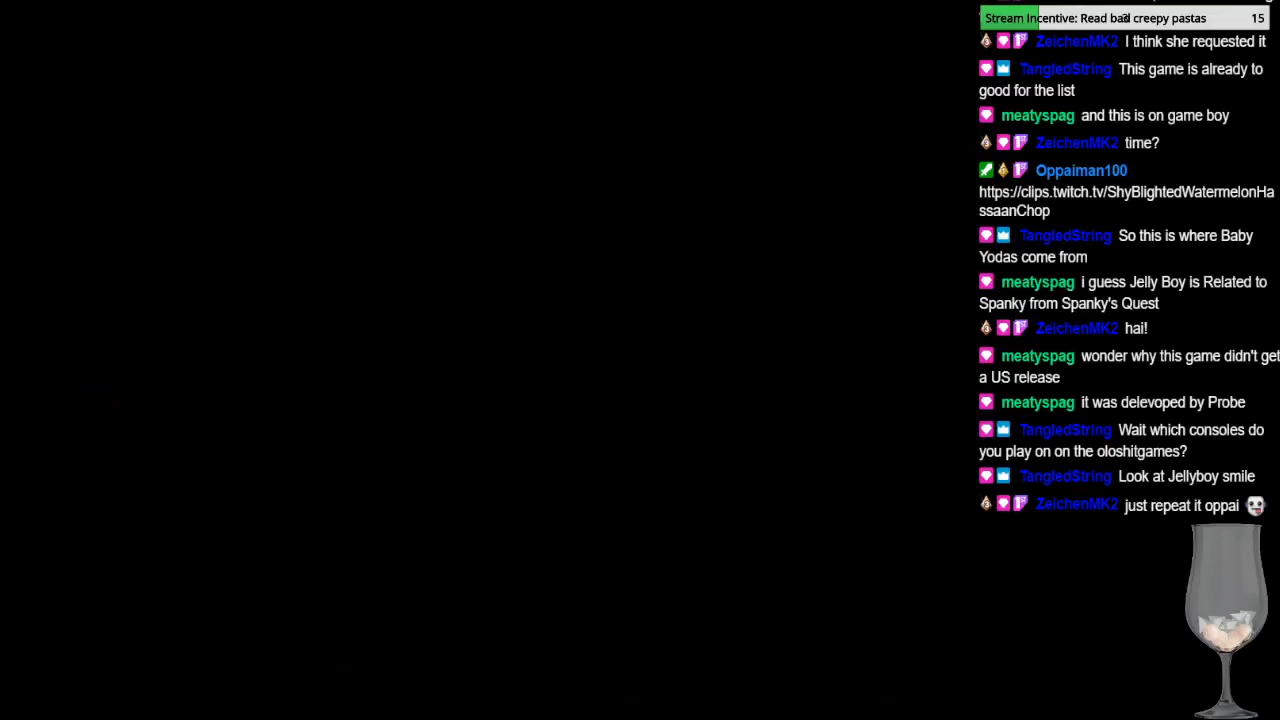 Stream Incentive: Read bad creepy pastas 15
ZeichenMK2 I think she requested it
TangledString This game is already to
good for the list
meatyspag and this is on game boy
ZeichenMK2 time?
Oppaiman100
https://clips.twitch.tv/ShyBlightedWatermelonHa
ssaanChop
TangledString So this is where Baby
Yodas come from
meatyspag i guess Jelly Boy is Related to
Spanky from Spanky's Quest
ZeichenMK2 hai!
meatyspag wonder why this game didn't get
a US release
meatyspag it was delevoped by Probe
TangledString Wait which consoles do
you play on on the oloshitgames?
TangledString Look at Jellyboy smile
ZeichenMK2 just repeat it oppai